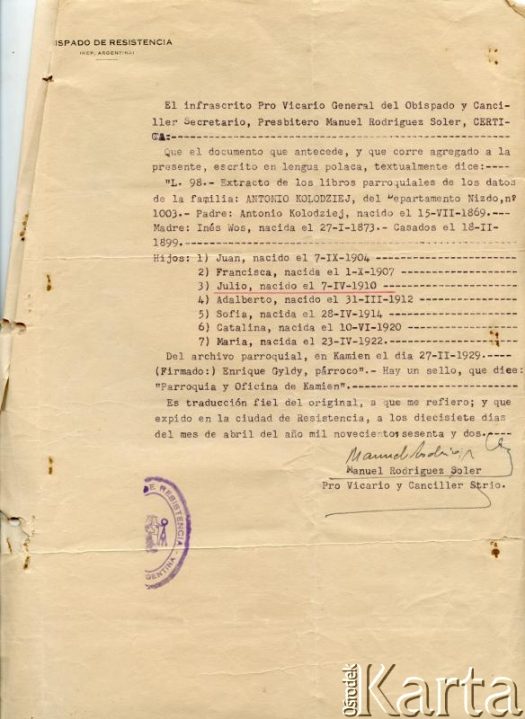 ISPADO DE RESISTENCIA
(REP. ARGENTINA)
El infrascrito Pro Vicario General del Obispado y Canci-
ller Secretario, Presbitero Manuel Rodriguez Soler, CERTI-
CA:
Que el documento que antecede, y que corre agregado a la
presente, escrito en lengua polaca, textualmente dice:----
"L. 98.- Extracto de los libros parroquiales de los datos
de la familia: ANTONIO KOLODZIEJ, del Departamento Nizdo, nº
1003.- Padre: Antonio Kolodziej, nacido el 15-VII-1869.----
Madre: Inés Wos, nacida el 27-I-1873.- Casados el 18-II-
1899.----
Hijos: 1) Juan, nacido el 7-IX-1904 ----
2) Francisca, nacida el 1-X-1907 ----
3) Julio, nacido el 7-IV-1910 ----
4) Adalberto, nacido el 31-III-1912 ----
5) Sofia, nacida el 28-IV-1914 ----
6) Catalina, nacida el 10-VI-1920 ----
7) Maria, nacida el 23-IV-1922.----
Del archivo parroquial, en Kamien el dia 27-II-1929.----
(Firmado:) Enrique Gyldy, párroco".- Hay un sello, que dice:
"Parroquia y Oficina de Kamien".----
Es traducción fiel del original, a que me refiero; y que
expido en la ciudad de Resistencia, a los diecisiete dias
del mes de abril del año mil novecientos sesenta y dos.----
Manuel Rodriguez Soler
Pro Vicario y Canciller Strio.
DE RESISTENCIA
ARGENTINA
ośrodek Karta